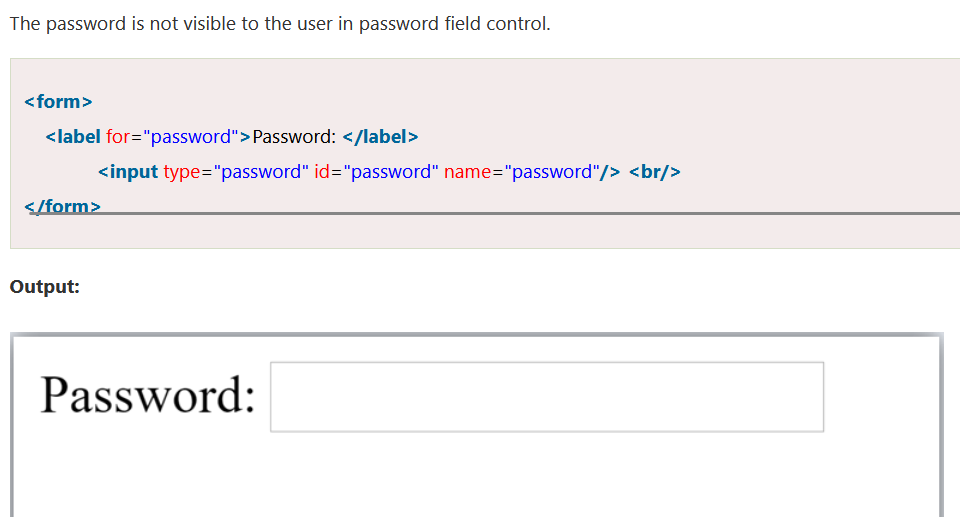 The password is not visible to the user in password field control.
<form>
<label for="password">Password: </label>
<input type="password" id="password" name="password"/> <br/>
</form>
Output:
Password: